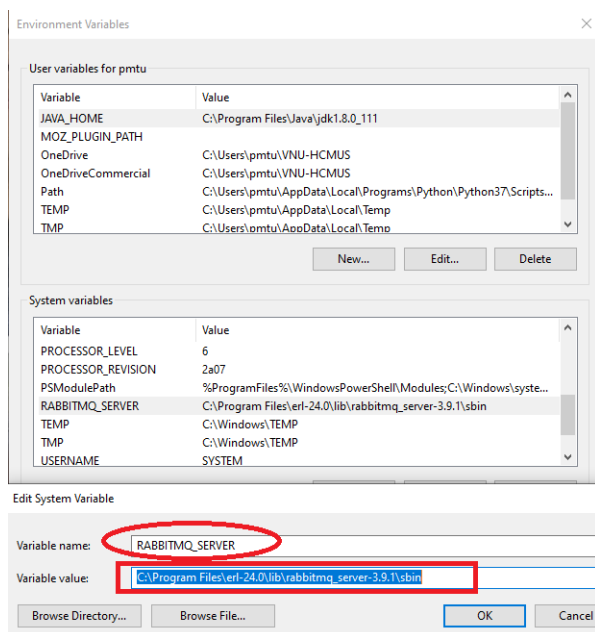 Environment Variables
User variables for pmtu
Variable Value
JAVA_HOME C:\Program Files\Java\jdk1.8.0_111
MOZ_PLUGIN_PATH
OneDrive C:\Users\pmtu\VNU-HCMUS
OneDriveCommercial C:\Users\pmtu\VNU-HCMUS
Path C:\Users\pmtu\AppData\Local\Programs\Python\Python37\Scripts...
TEMP C:\Users\pmtu\AppData\Local\Temp
TMP C:\Users\pmtu\AppData\Local\Temp
New... Edit... Delete
System variables
Variable Value
PROCESSOR_LEVEL 6
PROCESSOR_REVISION 2a07
PSModulePath %ProgramFiles%\WindowsPowerShell\Modules;C:\Windows\syste...
RABBITMQ_SERVER C:\Program Files\erl-24.0\lib\rabbitmq_server-3.9.1\sbin
TEMP C:\Windows\TEMP
TMP C:\Windows\TEMP
USERNAME SYSTEM
Edit System Variable
Variable name: RABBITMQ_SERVER
Variable value: C:\Program Files\erl-24.0\lib\rabbitmq_server-3.9.1\sbin
Browse Directory... Browse File... OK Cancel